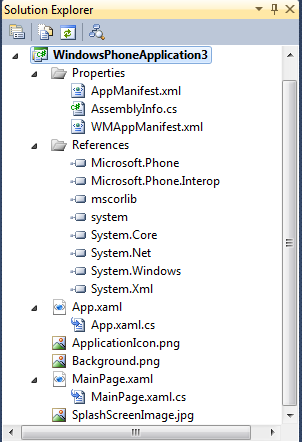 Solution Explorer
WindowsPhoneApplication3
Properties
AppManifest.xml
AssemblyInfo.cs
WMAppManifest.xml
References
Microsoft.Phone
Microsoft.Phone.Interop
mscorlib
system
System.Core
System.Net
System.Windows
System.Xml
App.xaml
App.xaml.cs
ApplicationIcon.png
Background.png
MainPage.xaml
MainPage.xaml.cs
SplashScreenImage.jpg